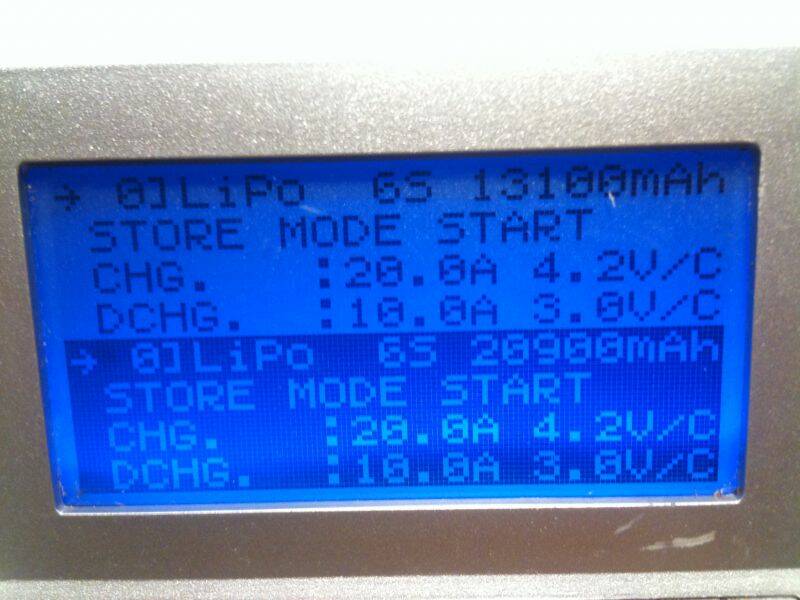 → 0]LiPo 6S 13100mAh
STORE MODE START
CHG. :20.0A 4.2V/C
DCHG. :10.0A 3.0V/C
→ 0]LiPo 6S 20900mAh
STORE MODE START
CHG. :20.0A 4.2V/C
DCHG. :10.0A 3.0V/C